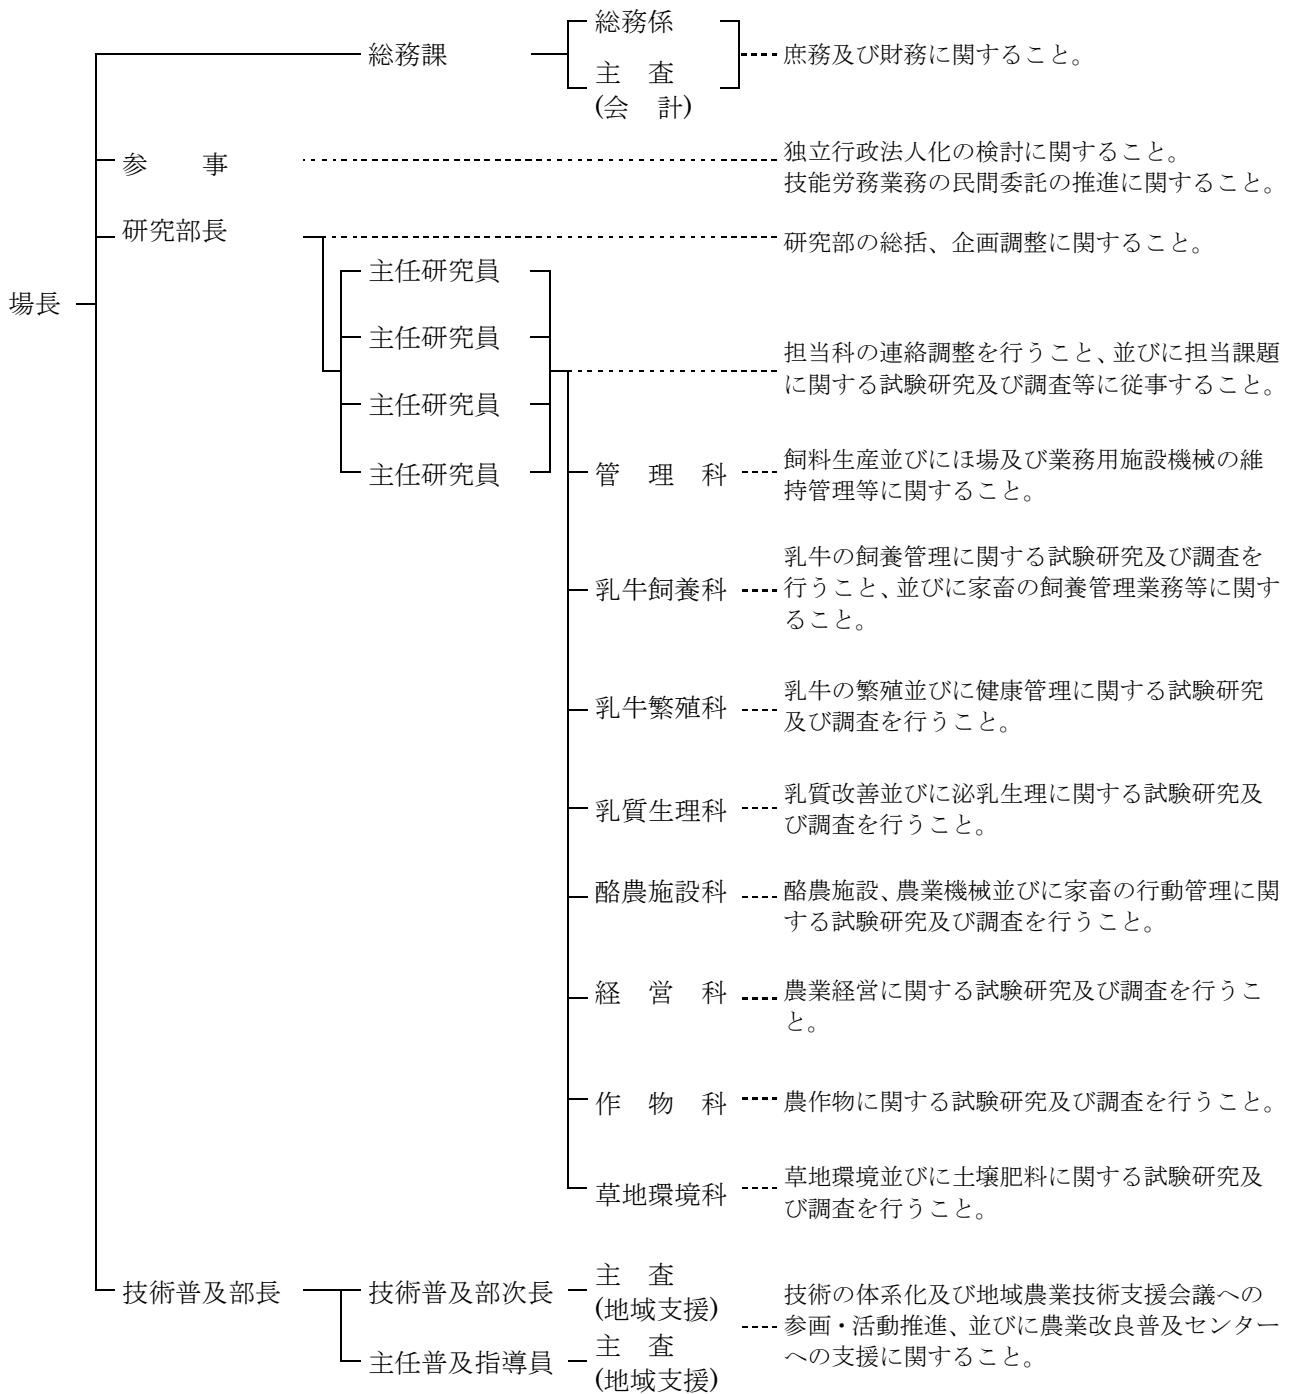 総務係
総務課
庶務及び財務に関すること。
主　査
(会　計)
参　　事
独立行政法人化の検討に関すること。
技能労務業務の民間委託の推進に関すること。
研究部長
研究部の総括、企画調整に関すること。
主任研究員
場長
主任研究員
担当科の連絡調整を行うこと、並びに担当課題
に関する試験研究及び調査等に従事すること。
主任研究員
主任研究員
管　理　科
飼料生産並びにほ場及び業務用施設機械の維
持管理等に関すること。
乳牛飼養科
乳牛の飼養管理に関する試験研究及び調査を
行うこと、並びに家畜の飼養管理業務等に関す
ること。
乳牛繁殖科
乳牛の繁殖並びに健康管理に関する試験研究
及び調査を行うこと。
乳質生理科
乳質改善並びに泌乳生理に関する試験研究及
び調査を行うこと。
酪農施設科
酪農施設、農業機械並びに家畜の行動管理に関
する試験研究及び調査を行うこと。
経　営　科
農業経営に関する試験研究及び調査を行うこ
と。
作　物　科
農作物に関する試験研究及び調査を行うこと。
草地環境科
草地環境並びに土壌肥料に関する試験研究及
び調査を行うこと。
技術普及部長
技術普及部次長
主　査
(地域支援)
主任普及指導員
主　査
(地域支援)
技術の体系化及び地域農業技術支援会議への
参画・活動推進、並びに農業改良普及センター
への支援に関すること。